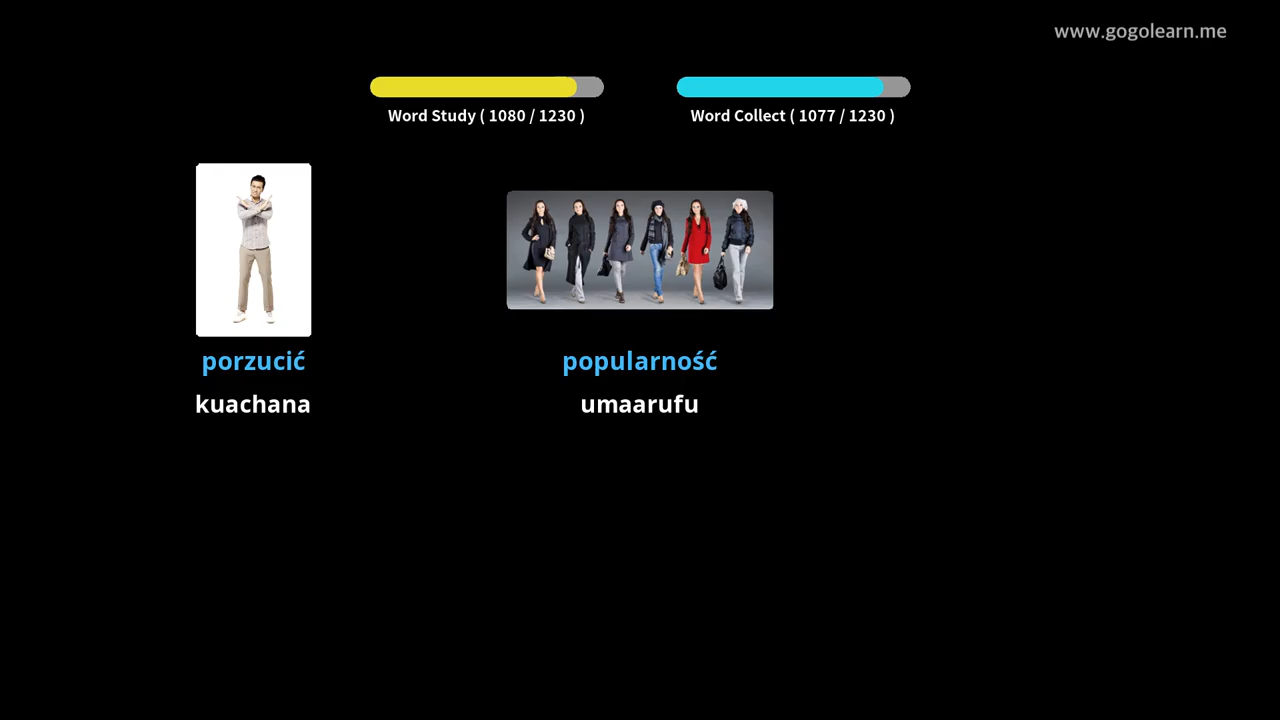 www.gogolearn.me
Word Study ( 1080 / 1230 )
Word Collect ( 1077 / 1230 )
porzucić
kuachana
popularność
umaarufu